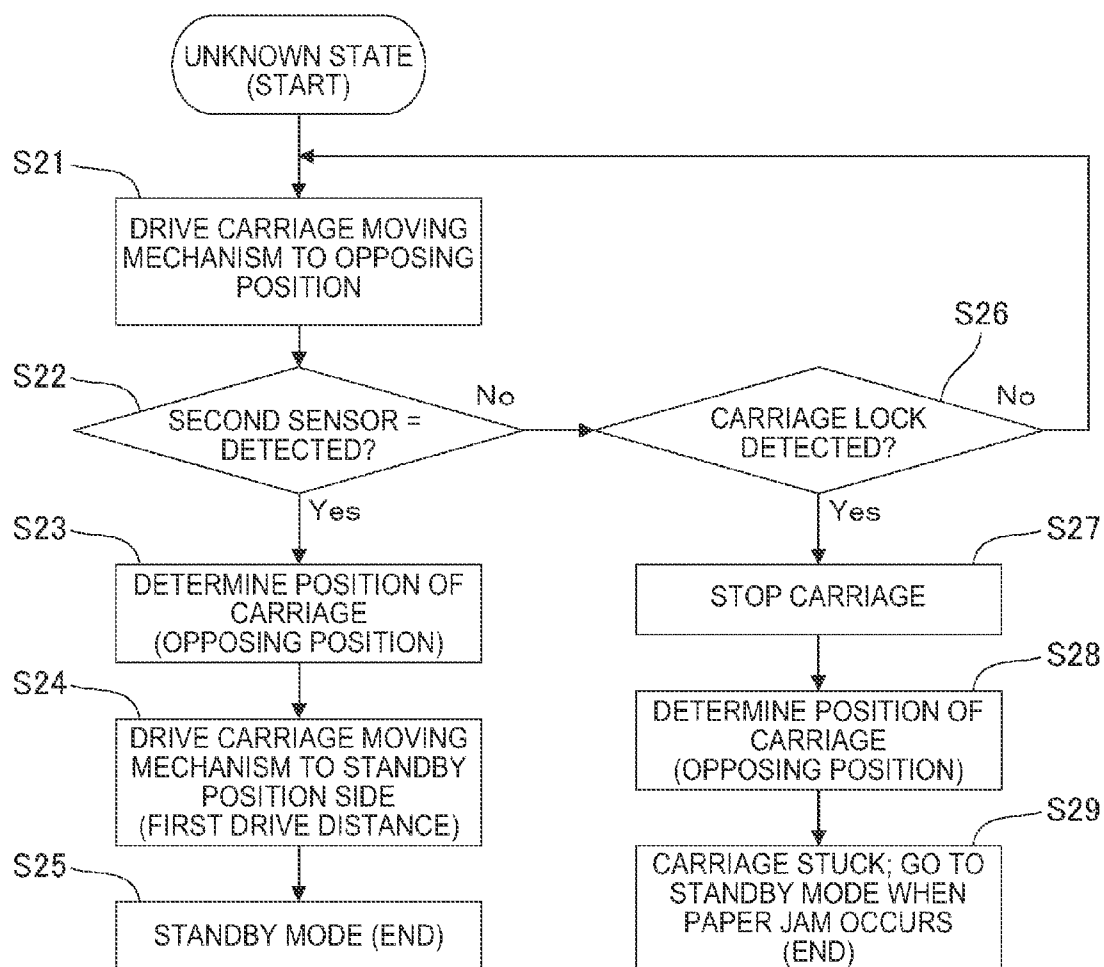 UNKNOWN STATE
(START)
S21
DRIVE CARRIAGE MOVING
MECHANISM TO OPPOSING
POSITION
S22
SECOND SENSOR =
DETECTED?
No
Yes
S26
CARRIAGE LOCK
DETECTED?
No
Yes
S23
DETERMINE POSITION OF
CARRIAGE
(OPPOSING POSITION)
S24
DRIVE CARRIAGE MOVING
MECHANISM TO STANDBY
POSITION SIDE
(FIRST DRIVE DISTANCE)
S25
STANDBY MODE (END)
S27
STOP CARRIAGE
S28
DETERMINE POSITION OF
CARRIAGE
(OPPOSING POSITION)
S29
CARRIAGE STUCK; GO TO
STANDBY MODE WHEN
PAPER JAM OCCURS
(END)